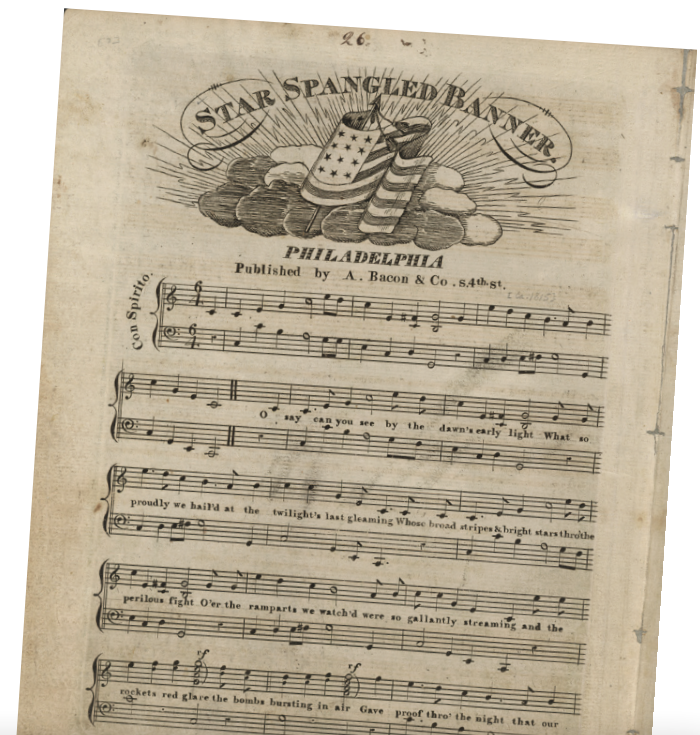 26.
STAR SPANGLED BANNER.
PHILADELPHIA
Published by A. Bacon & Co. S.4th.St.
Con Spirito.
O say can you see by the dawn's early light What so
proudly we hail'd at the twilight's last gleaming Whose broad stripes & bright stars thro the
perilous fight O'er the ramparts we watch'd were so gallantly streaming and the
rf rf
rockets red glare the bombs bursting in air Gave proof thro' the night that our